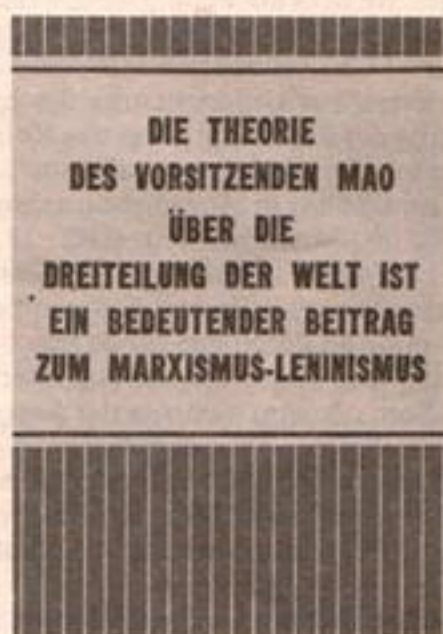 DIE THEORIE
DES VORSITZENDEN MAO
ÜBER DIE
DREITEILUNG DER WELT IST
EIN BEDEUTENDER BEITRAG
ZUM MARXISMUS-LENINISMUS